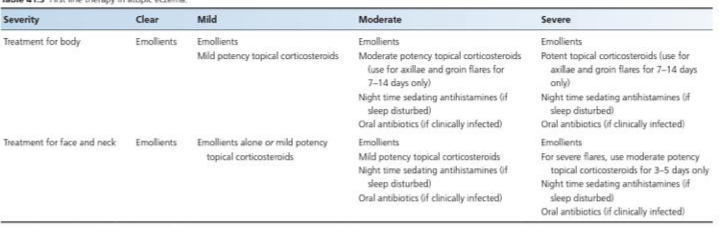 Table 41.3 First line therapy in atopic eczema.
Severity Clear Mild Moderate Severe
Treatment for body Emollients Emollients Emollients Emollients
Mild potency topical corticosteroids Moderate potency topical corticosteroids Potent topical corticosteroids (use for
(use for axillae and groin flares for axillae and groin flares for 7–14 days
7–14 days only) only)
Night time sedating antihistamines (if Night time sedating antihistamines (if
sleep disturbed) sleep disturbed)
Oral antibiotics (if clinically infected) Oral antibiotics (if clinically infected)
Treatment for face and neck Emollients Emollients alone or mild potency Emollients Emollients
topical corticosteroids Mild potency topical corticosteroids For severe flares, use moderate potency
Night time sedating antihistamines (if topical corticosteroids for 3–5 days only
sleep disturbed) Night time sedating antihistamines (if
Oral antibiotics (if clinically infected) sleep disturbed)
Oral antibiotics (if clinically infected)